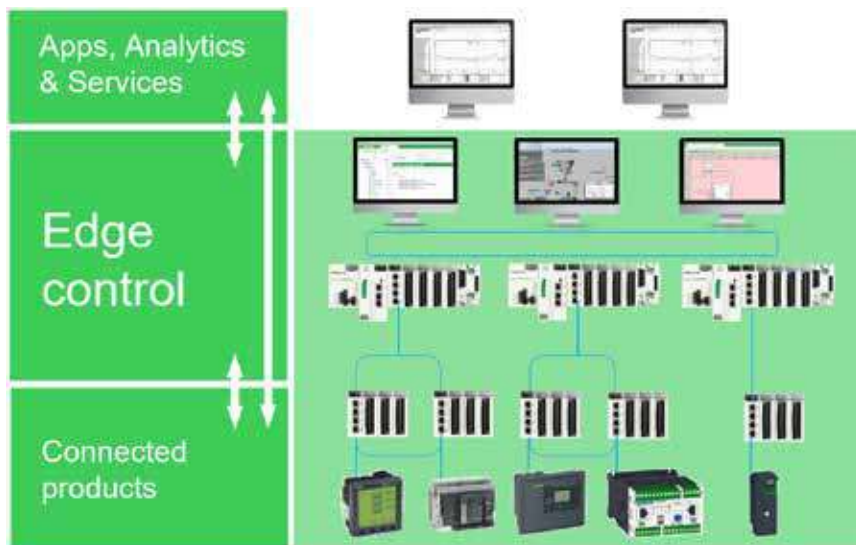 Apps, Analytics
& Services
Edge
control
Connected
products